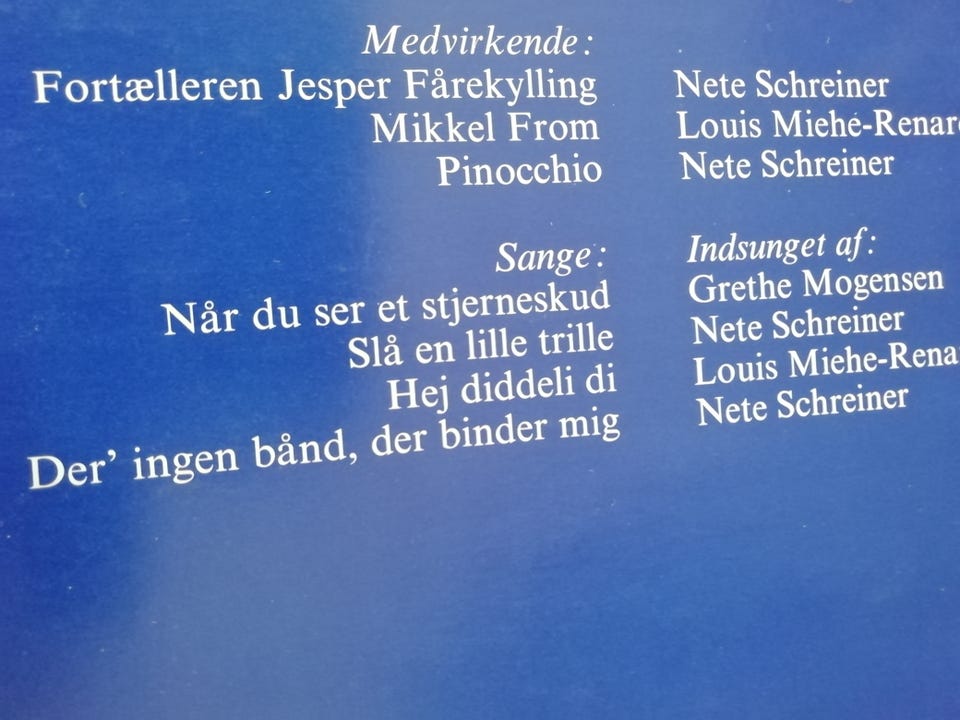 Medvirkende:
Fortælleren Jesper Fårekylling Nete Schreiner
Mikkel From Louis Miehe-Renar
Pinocchio Nete Schreiner
Sange: Indsunget af:
Når du ser et stjerneskud Grethe Mogensen
Slå en lille trille Nete Schreiner
Hej diddeli di Louis Miehe-Rena
Der' ingen bånd, der binder mig Nete Schreiner